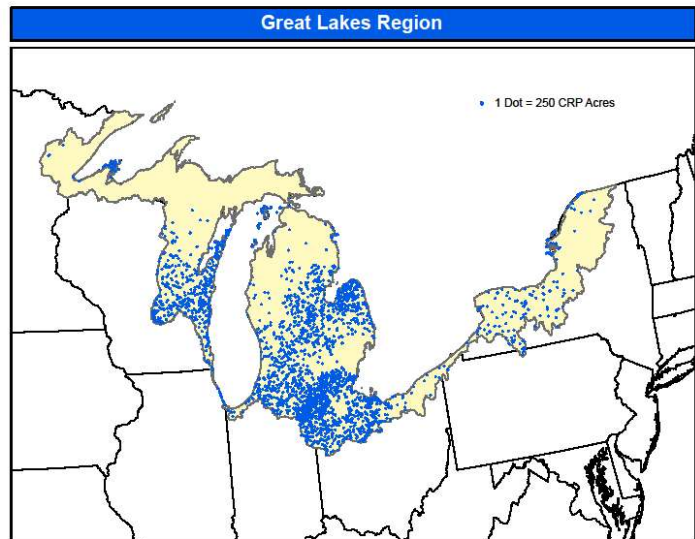 Great Lakes Region
1 Dot = 250 CRP Acres